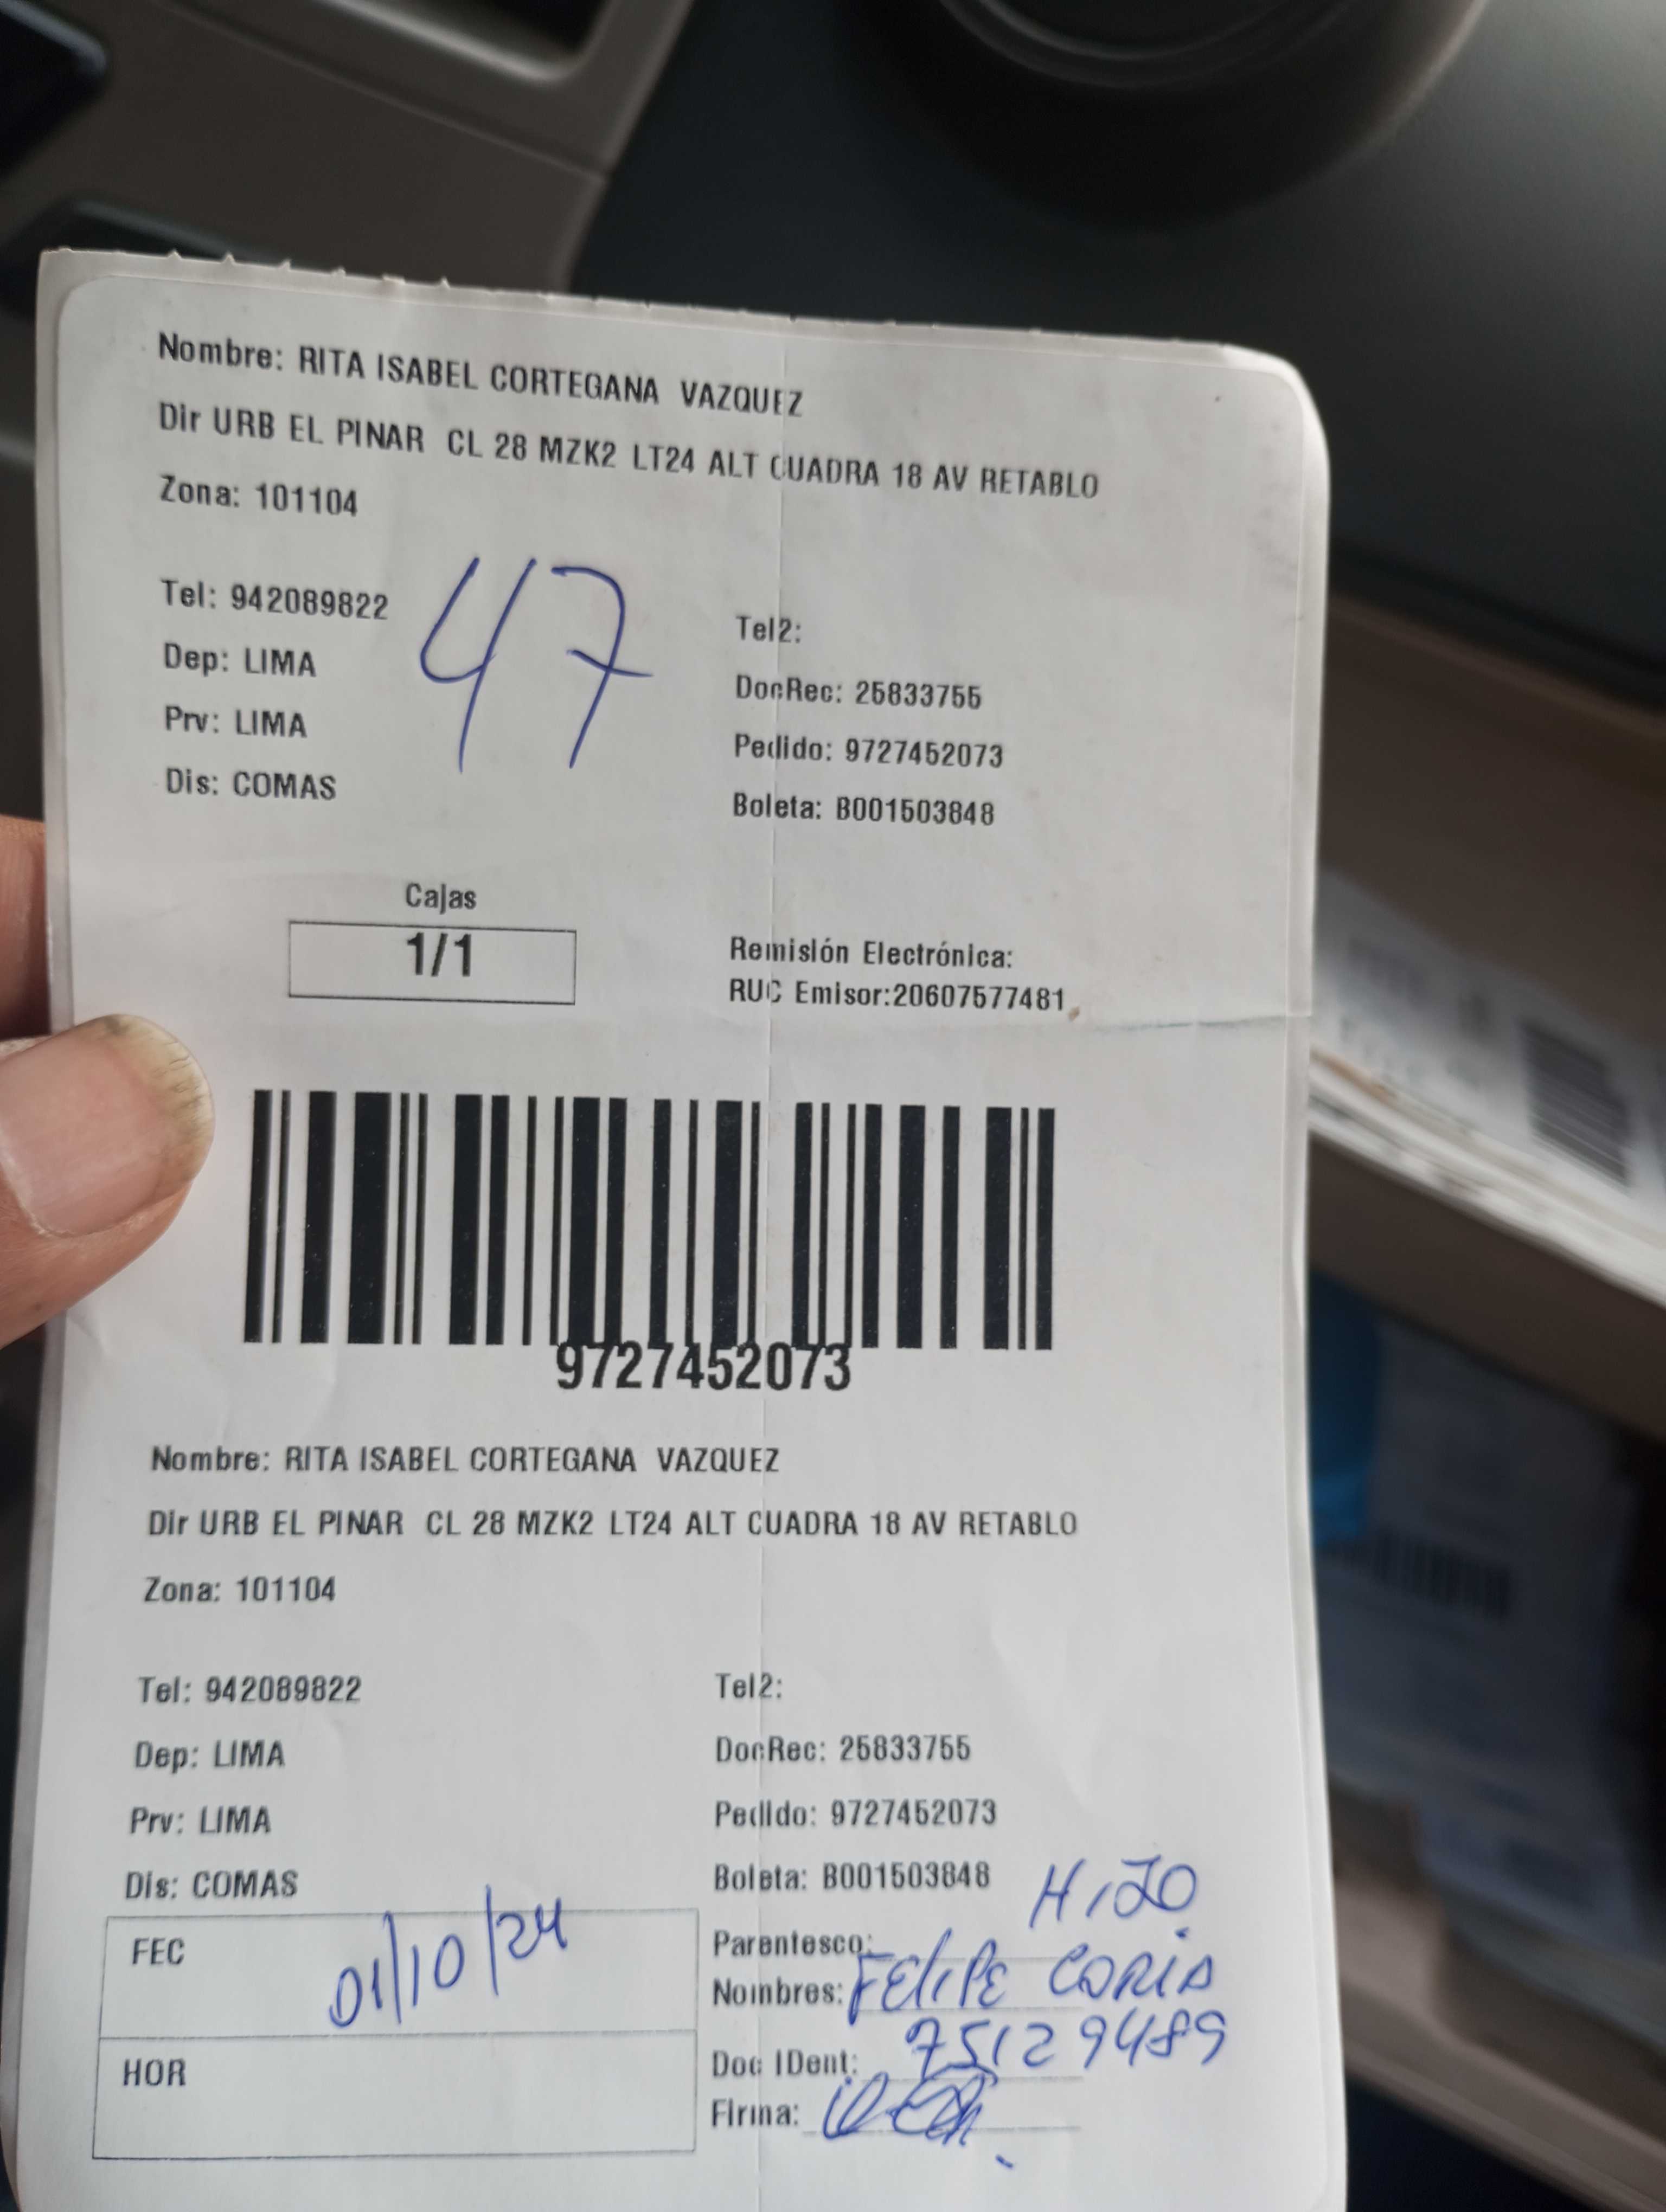 Nombre: RITA ISABEL CORTEGANA VAZQUEZ
Dir URB EL PINAR CL 28 MZK2 LT24 ALT CUADRA 18 AV RETABLO
Zona: 101104
47
Tel: 942089822
Dep: LIMA
Prv: LIMA
Dis: COMAS
Tel2:
DocRec: 25833755
Pedido: 9727452073
Boleta: B001503848
Cajas
1/1
Remisión Electrónica:
RUC Emisor:20607577481
9727452073
Nombre: RITA ISABEL CORTEGANA VAZQUEZ
Dir URB EL PINAR CL 28 MZK2 LT24 ALT CUADRA 18 AV RETABLO
Zona: 101104
Tel: 942089822
Dep: LIMA
Prv: LIMA
Dis: COMAS
Tel2:
DocRec: 25833755
Pedido: 9727452073
Boleta: B001503848
FEC 01/10/24
HOR
Parentesco: HIJO
Nombres: FELIPE CORIA
Doc IDent: 75129489
Firma: